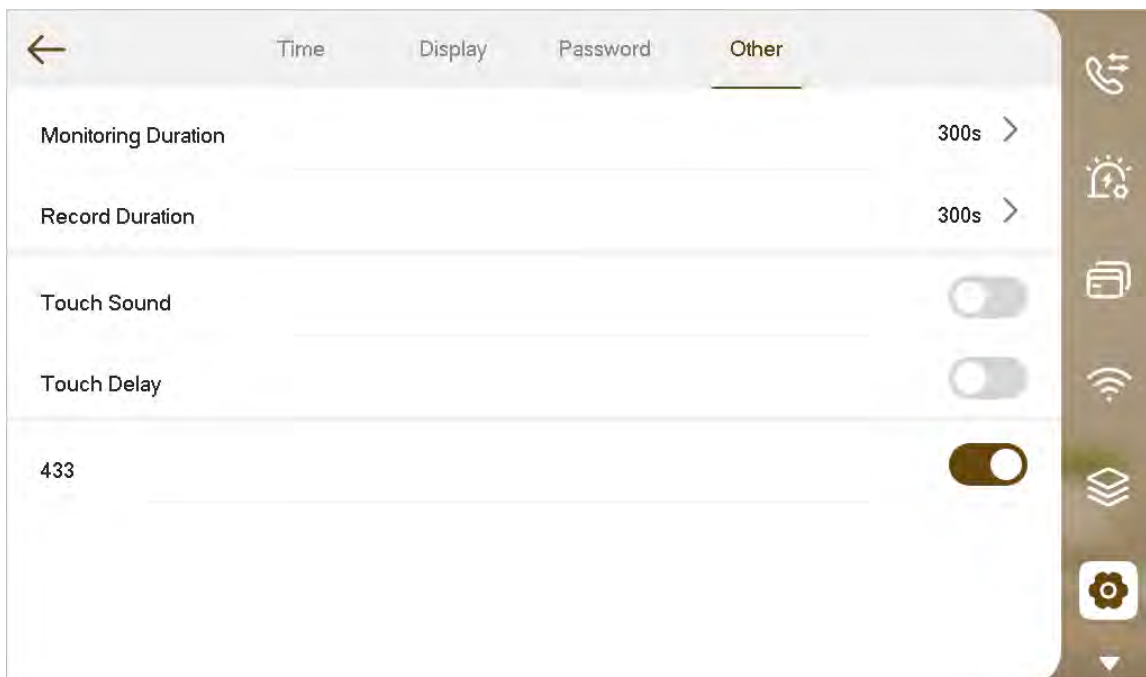 Time Display Password Other
Monitoring Duration 300s
Record Duration 300s
Touch Sound
Touch Delay
433